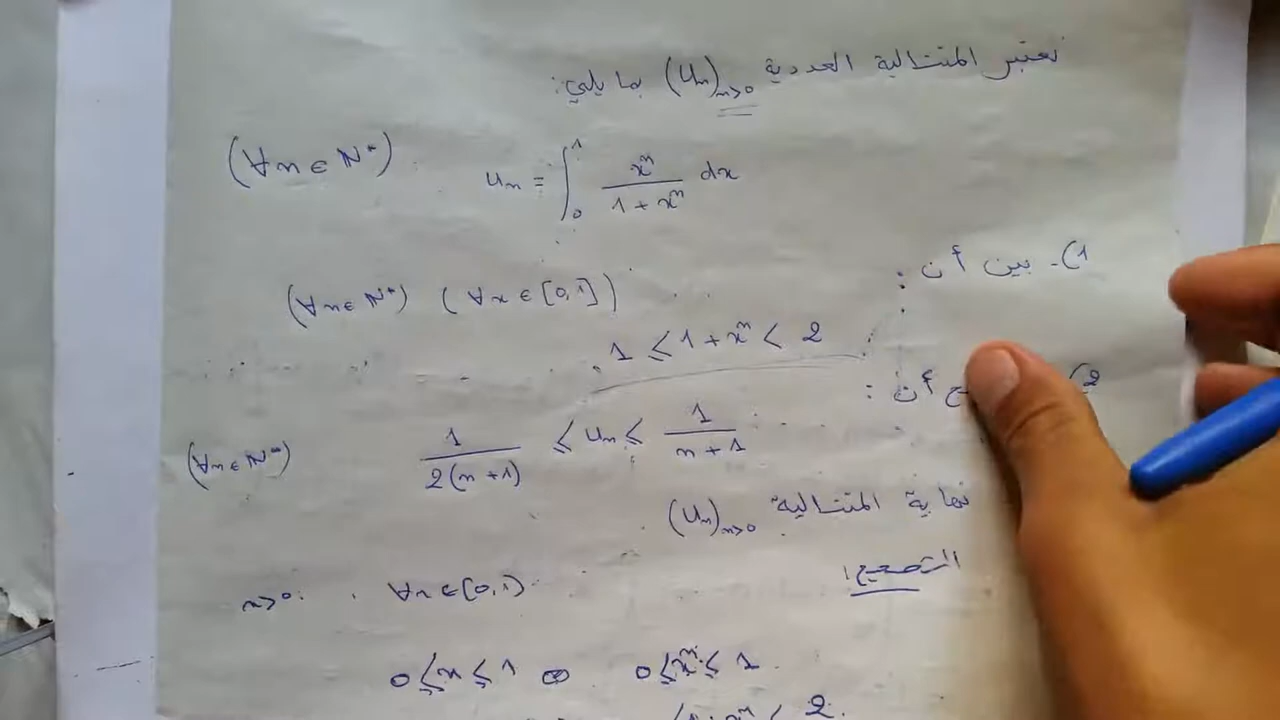 نعتبر المتتالية العددية (Uₙ)ₙ>₀ بما يلي:
(∀n ∈ ℕ*) uₙ = ∫₀¹ xⁿ/(1 + xⁿ) dx
1)- بين أن :
(∀n ∈ ℕ*) (∀x ∈ [0,1])
1 ≤ 1 + xⁿ < 2
2) أن :
(∀n ∈ ℕ*) 1/(2(n+1)) ≤ uₙ ≤ 1/(n+1)
نهاية المتتالية (Uₙ)ₙ>₀
التصحيح:
n>0. ∀x ∈ [0,1)
0 ≤ x ≤ 1 0 ≤ xⁿ ≤ 1